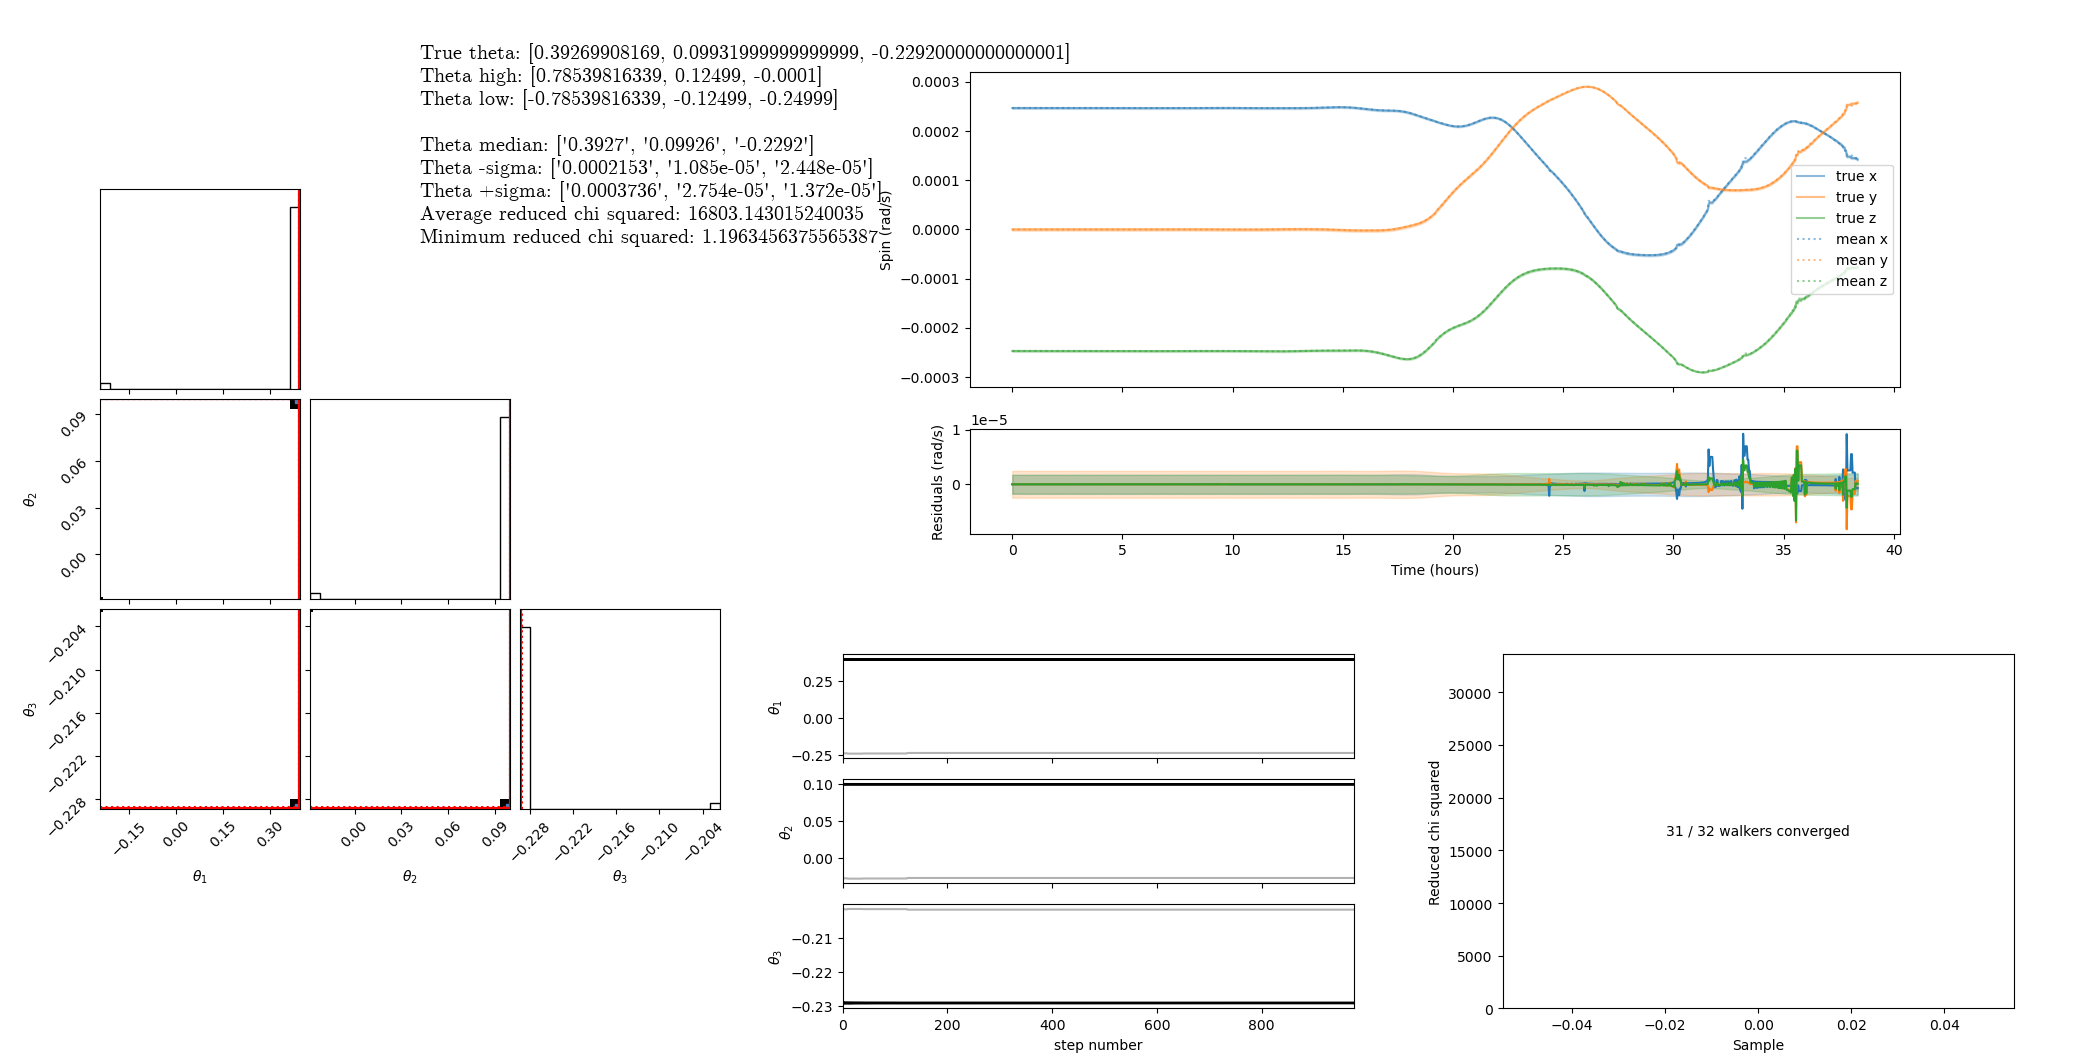 True theta: [0.39269908169, 0.09931999999999999, -0.22920000000000001]
Theta high: [0.78539816339, 0.12499, -0.0001]
Theta low: [-0.78539816339, -0.12499, -0.24999]
Theta median: ['0.3927', '0.09926', '-0.2292']
Theta -sigma: ['0.0002153', '1.085e-05', '2.448e-05']
Theta +sigma: ['0.0003736', '2.754e-05', '1.372e-05']
Average reduced chi squared: 16803.143015240035
Minimum reduced chi squared: 1.1963456375565387
0.0003
0.0002
0.0001
0.0000
−0.0001
−0.0002
−0.0003
Spin (rad/s)
true x
true y
true z
mean x
mean y
mean z
1e−5
1
0
Residuals (rad/s)
0
5
10
15
20
25
30
35
40
Time (hours)
0.09
0.06
0.03
0.00
θ2
−0.204
−0.210
−0.216
−0.222
−0.228
θ3
−0.15
0.00
0.15
0.30
θ1
0.00
0.03
0.06
0.09
θ2
−0.228
−0.222
−0.216
−0.210
−0.204
θ3
0.25
0.00
−0.25
θ1
0.10
0.05
0.00
θ2
−0.21
−0.22
−0.23
θ3
0
200
400
600
800
step number
30000
25000
20000
15000
10000
5000
0
Reduced chi squared
31 / 32 walkers converged
−0.04
−0.02
0.00
0.02
0.04
Sample